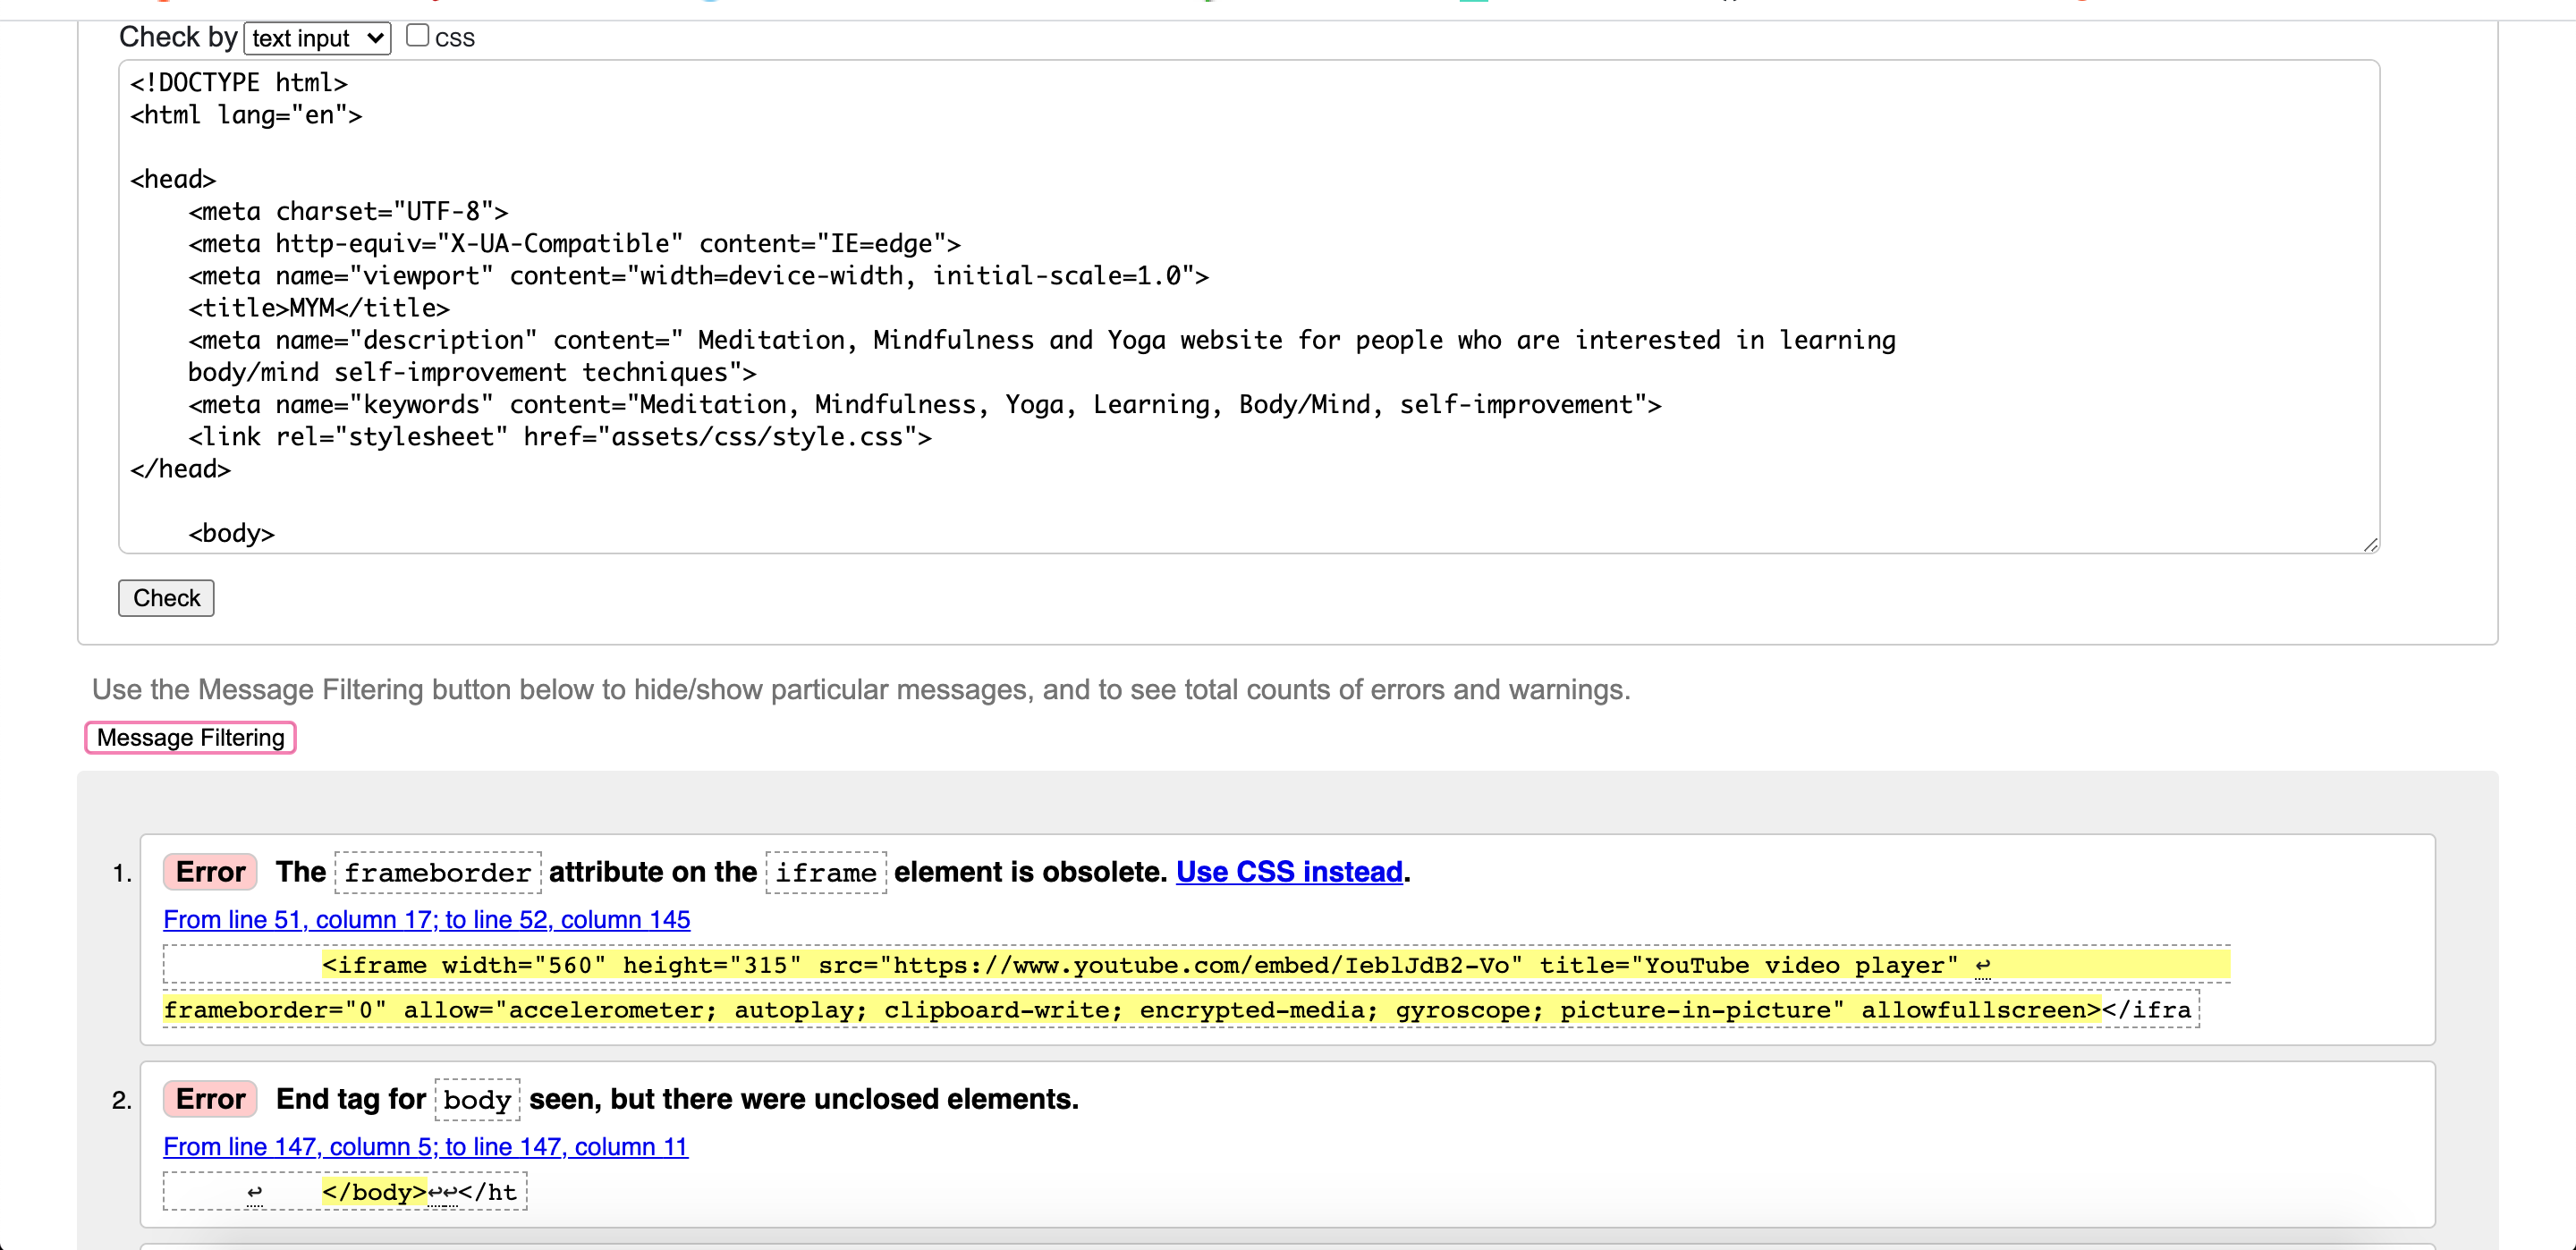 Check by text input CSS
<!DOCTYPE html>
<html lang="en">
<head>
<meta charset="UTF-8">
<meta http-equiv="X-UA-Compatible" content="IE=edge">
<meta name="viewport" content="width=device-width, initial-scale=1.0">
<title>MYM</title>
<meta name="description" content=" Meditation, Mindfulness and Yoga website for people who are interested in learning
body/mind self-improvement techniques">
<meta name="keywords" content="Meditation, Mindfulness, Yoga, Learning, Body/Mind, self-improvement">
<link rel="stylesheet" href="assets/css/style.css">
</head>
<body>
Check
Use the Message Filtering button below to hide/show particular messages, and to see total counts of errors and warnings.
Message Filtering
1. Error The frameborder attribute on the iframe element is obsolete. Use CSS instead.
From line 51, column 17; to line 52, column 145
<iframe width="560" height="315" src="https://www.youtube.com/embed/IeblJdB2-Vo" title="YouTube video player" ↩
frameborder="0" allow="accelerometer; autoplay; clipboard-write; encrypted-media; gyroscope; picture-in-picture" allowfullscreen></ifra
2. Error End tag for body seen, but there were unclosed elements.
From line 147, column 5; to line 147, column 11
↩ </body>↩↩</ht